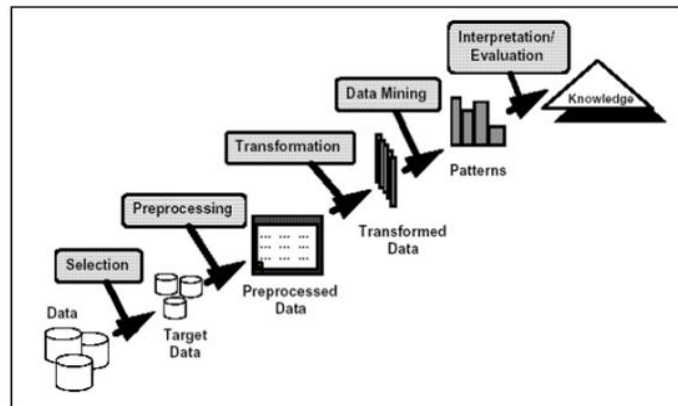 Interpretation/
Evaluation
Data Mining
Knowledge
Transformation
Patterns
Preprocessing
Transformed
Data
Selection
Preprocessed
Data
Data
Target
Data